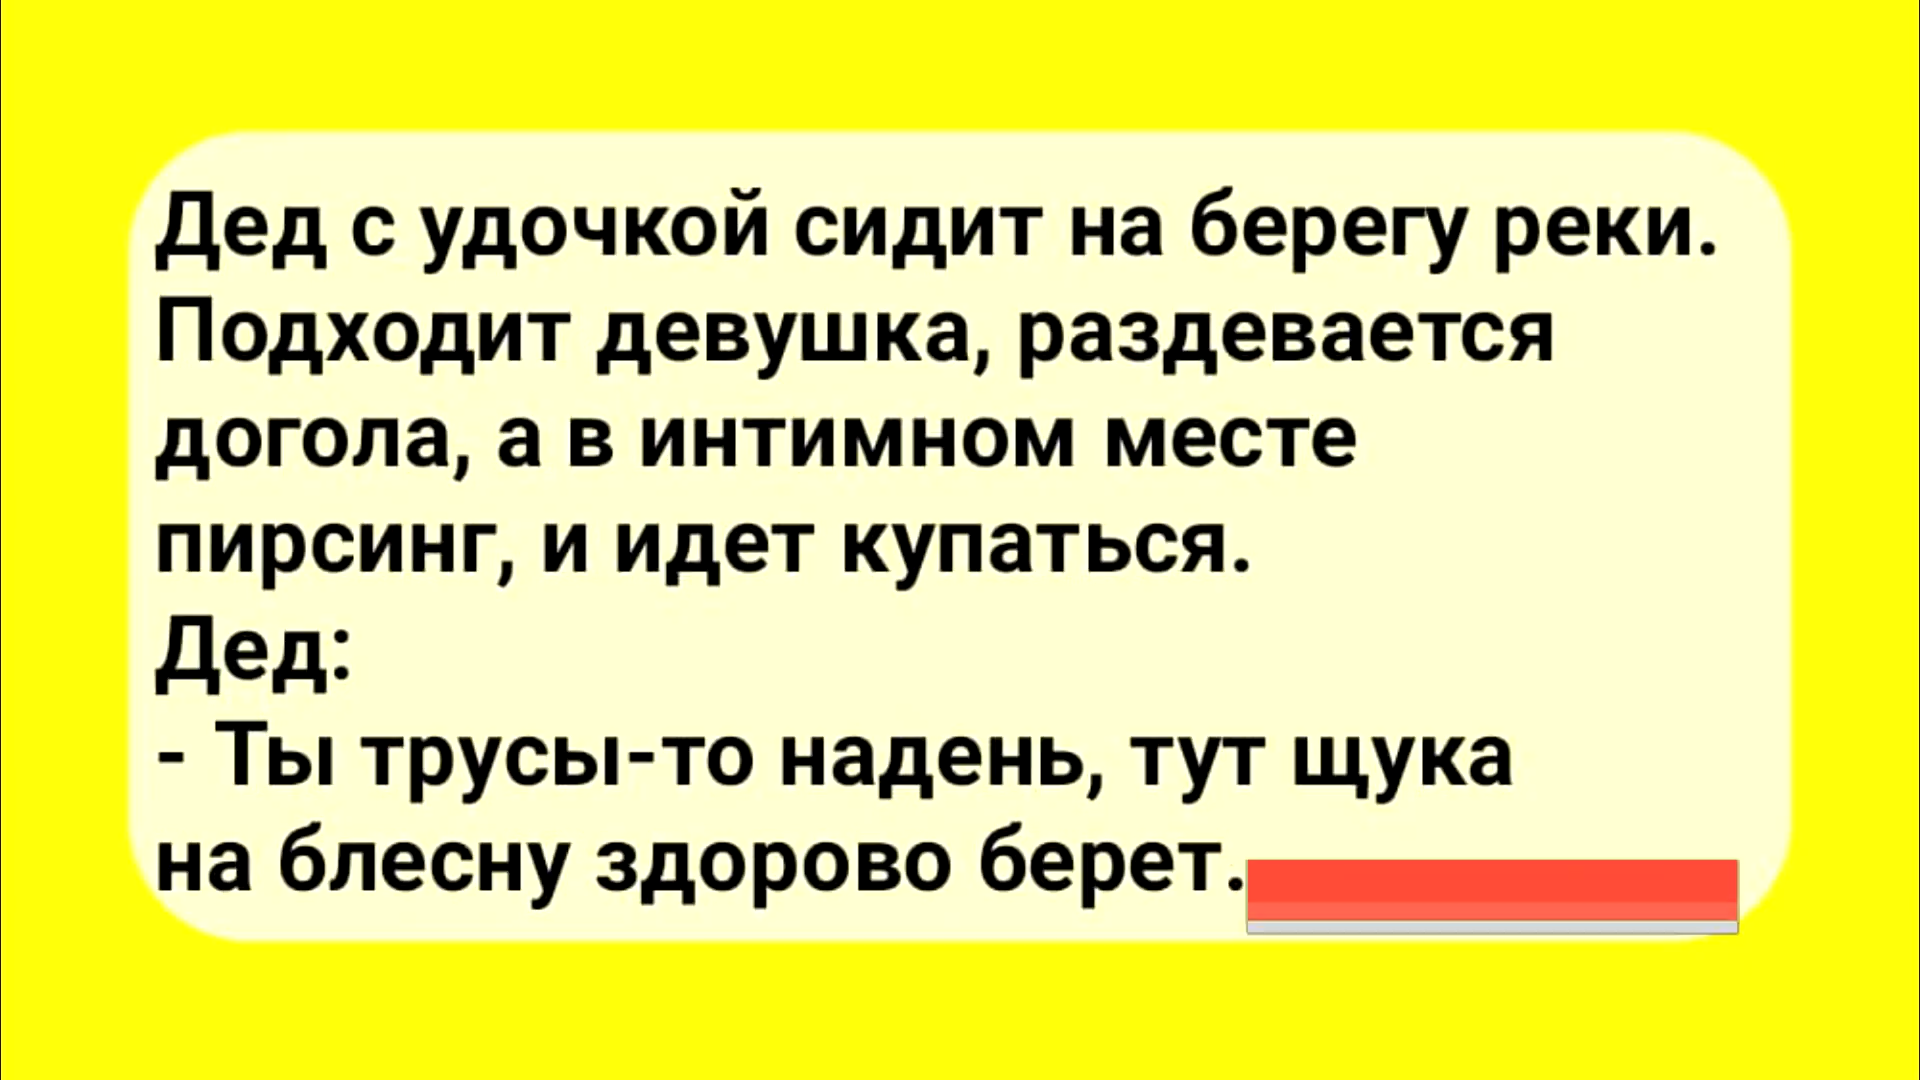 Дед с удочкой сидит на берегу реки.
Подходит девушка, раздевается
догола, а в интимном месте
пирсинг, и идет купаться.
Дед:
- Ты трусы-то надень, тут щука
на блесну здорово берет.